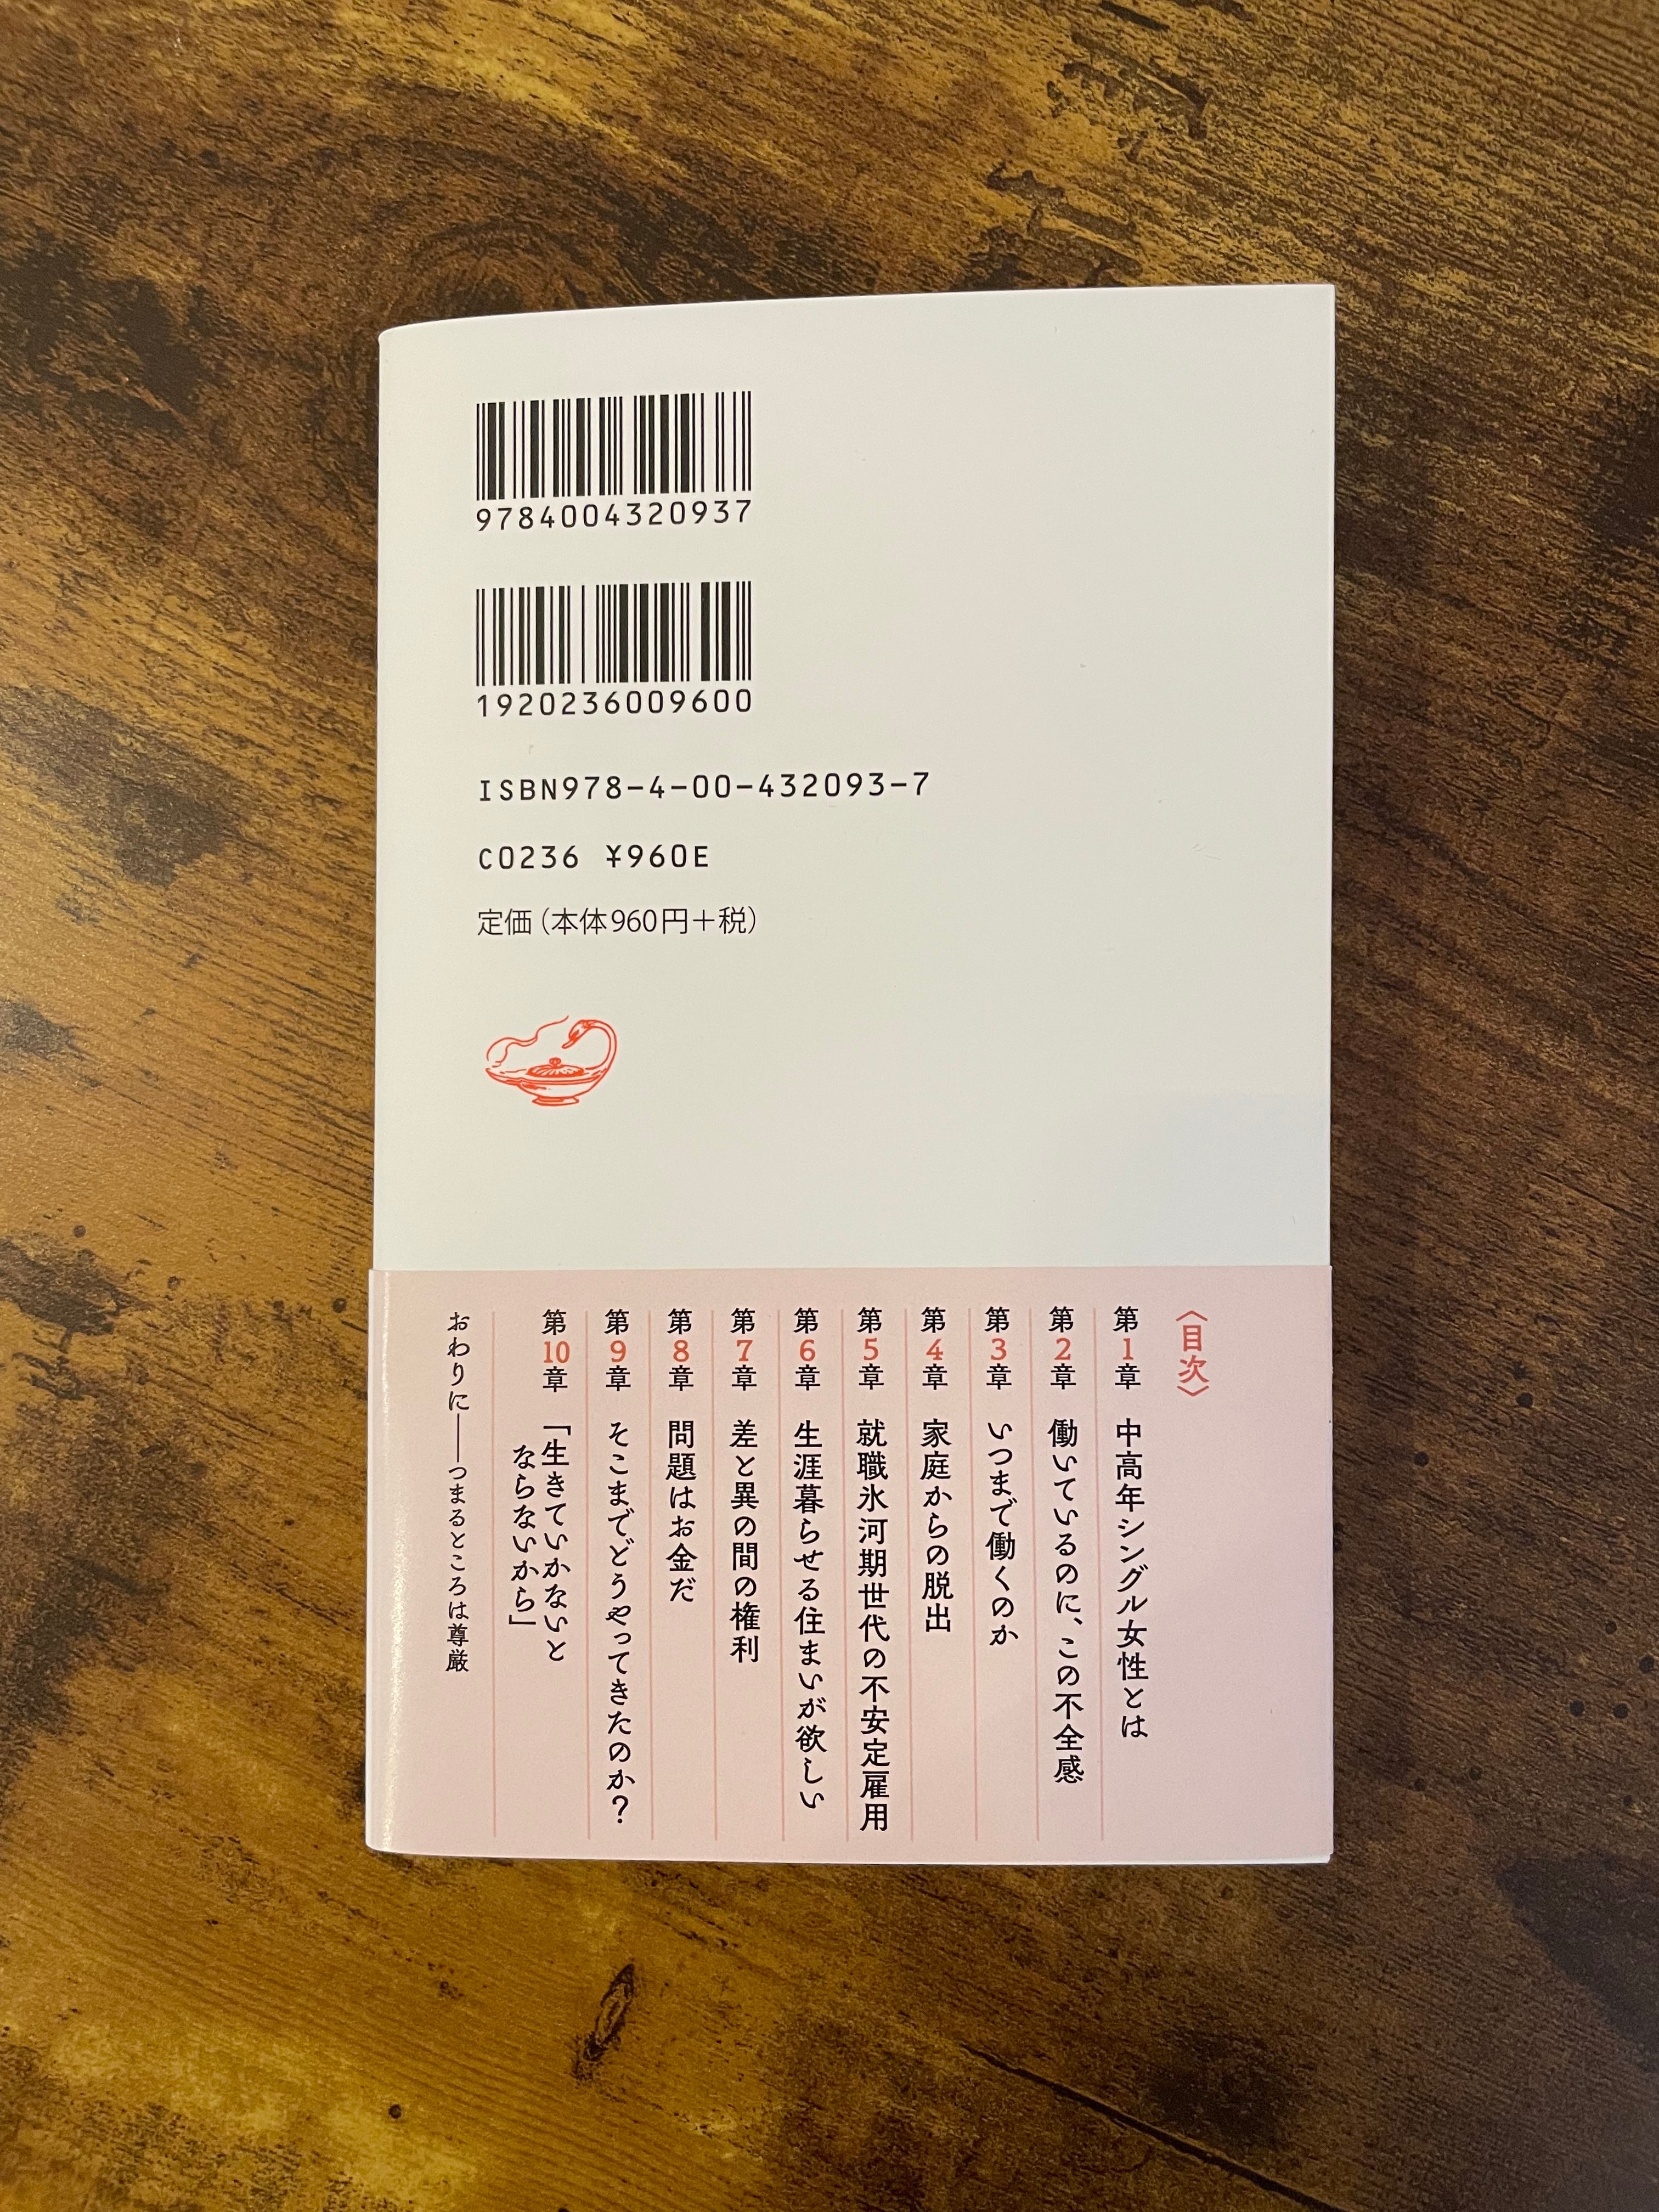 9784004320937
1920236009600
ISBN978-4-00-432093-7
C0236 ¥960E
定価（本体960円＋税）
〈目次〉
第1章 中高年シングル女性とは
第2章 働いているのに、この不全感
第3章 いつまで働くのか
第4章 家庭からの脱出
第5章 就職氷河期世代の不安定雇用
第6章 生涯暮らせる住まいが欲しい
第7章 差と異の間の権利
第8章 問題はお金だ
第9章 そこまでどうやってきたのか？
第10章 「生きていかないと
ならないから」
おわりに――つまるところは尊厳